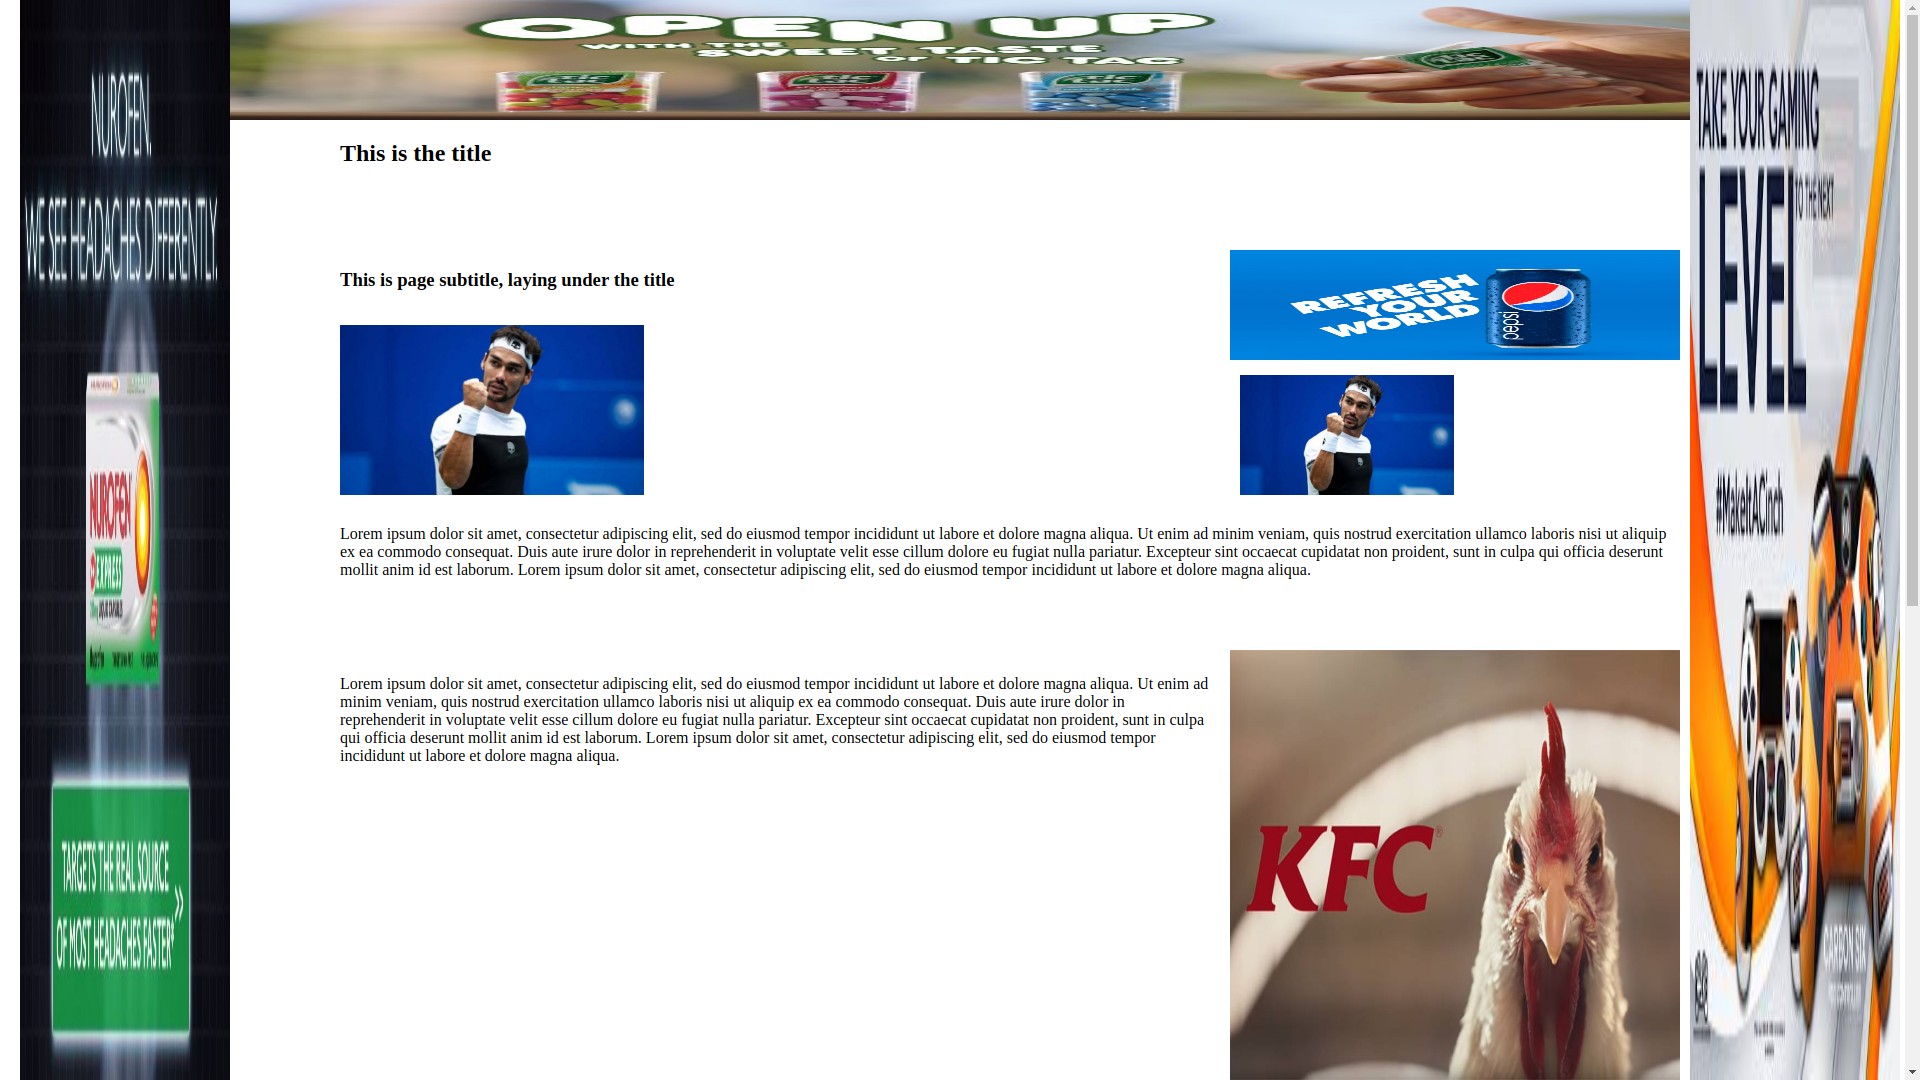 OPEN UP
WITH THE
SWEET TASTE
OF TIC TAC
tic tac
tic tac
tic tac
NUROFEN.
WE SEE HEADACHES DIFFERENTLY.
NUROFEN
EXPRESS
TARGETS THE REAL SOURCE
OF MOST HEADACHES FASTER*
This is the title
This is page subtitle, laying under the title
REFRESH
YOUR
WORLD
pepsi
Lorem ipsum dolor sit amet, consectetur adipiscing elit, sed do eiusmod tempor incididunt ut labore et dolore magna aliqua. Ut enim ad minim veniam, quis nostrud exercitation ullamco laboris nisi ut aliquip
ex ea commodo consequat. Duis aute irure dolor in reprehenderit in voluptate velit esse cillum dolore eu fugiat nulla pariatur. Excepteur sint occaecat cupidatat non proident, sunt in culpa qui officia deserunt
mollit anim id est laborum. Lorem ipsum dolor sit amet, consectetur adipiscing elit, sed do eiusmod tempor incididunt ut labore et dolore magna aliqua.
Lorem ipsum dolor sit amet, consectetur adipiscing elit, sed do eiusmod tempor incididunt ut labore et dolore magna aliqua. Ut enim ad
minim veniam, quis nostrud exercitation ullamco laboris nisi ut aliquip ex ea commodo consequat. Duis aute irure dolor in
reprehenderit in voluptate velit esse cillum dolore eu fugiat nulla pariatur. Excepteur sint occaecat cupidatat non proident, sunt in culpa
qui officia deserunt mollit anim id est laborum. Lorem ipsum dolor sit amet, consectetur adipiscing elit, sed do eiusmod tempor
incididunt ut labore et dolore magna aliqua.
KFC®
TAKE YOUR GAMING
LEVEL
TO THE NEXT
LEVEL
#MakeItACinch
CARBON SIX